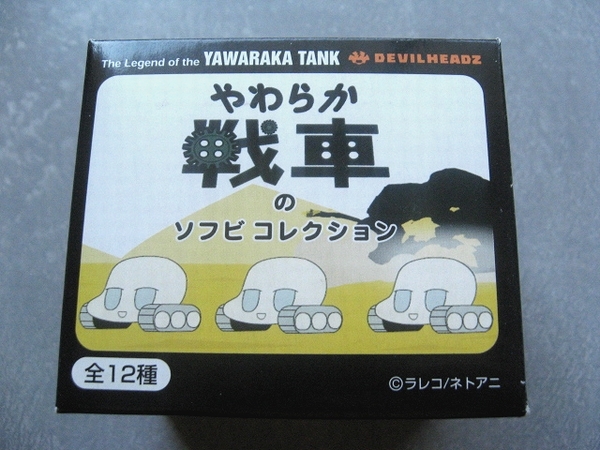 The Legend of the YAWARAKA TANK DEVILHEADZ
やわらか
戦車
の
ソフビ コレクション
全12種
©ラレコ/ネトアニ